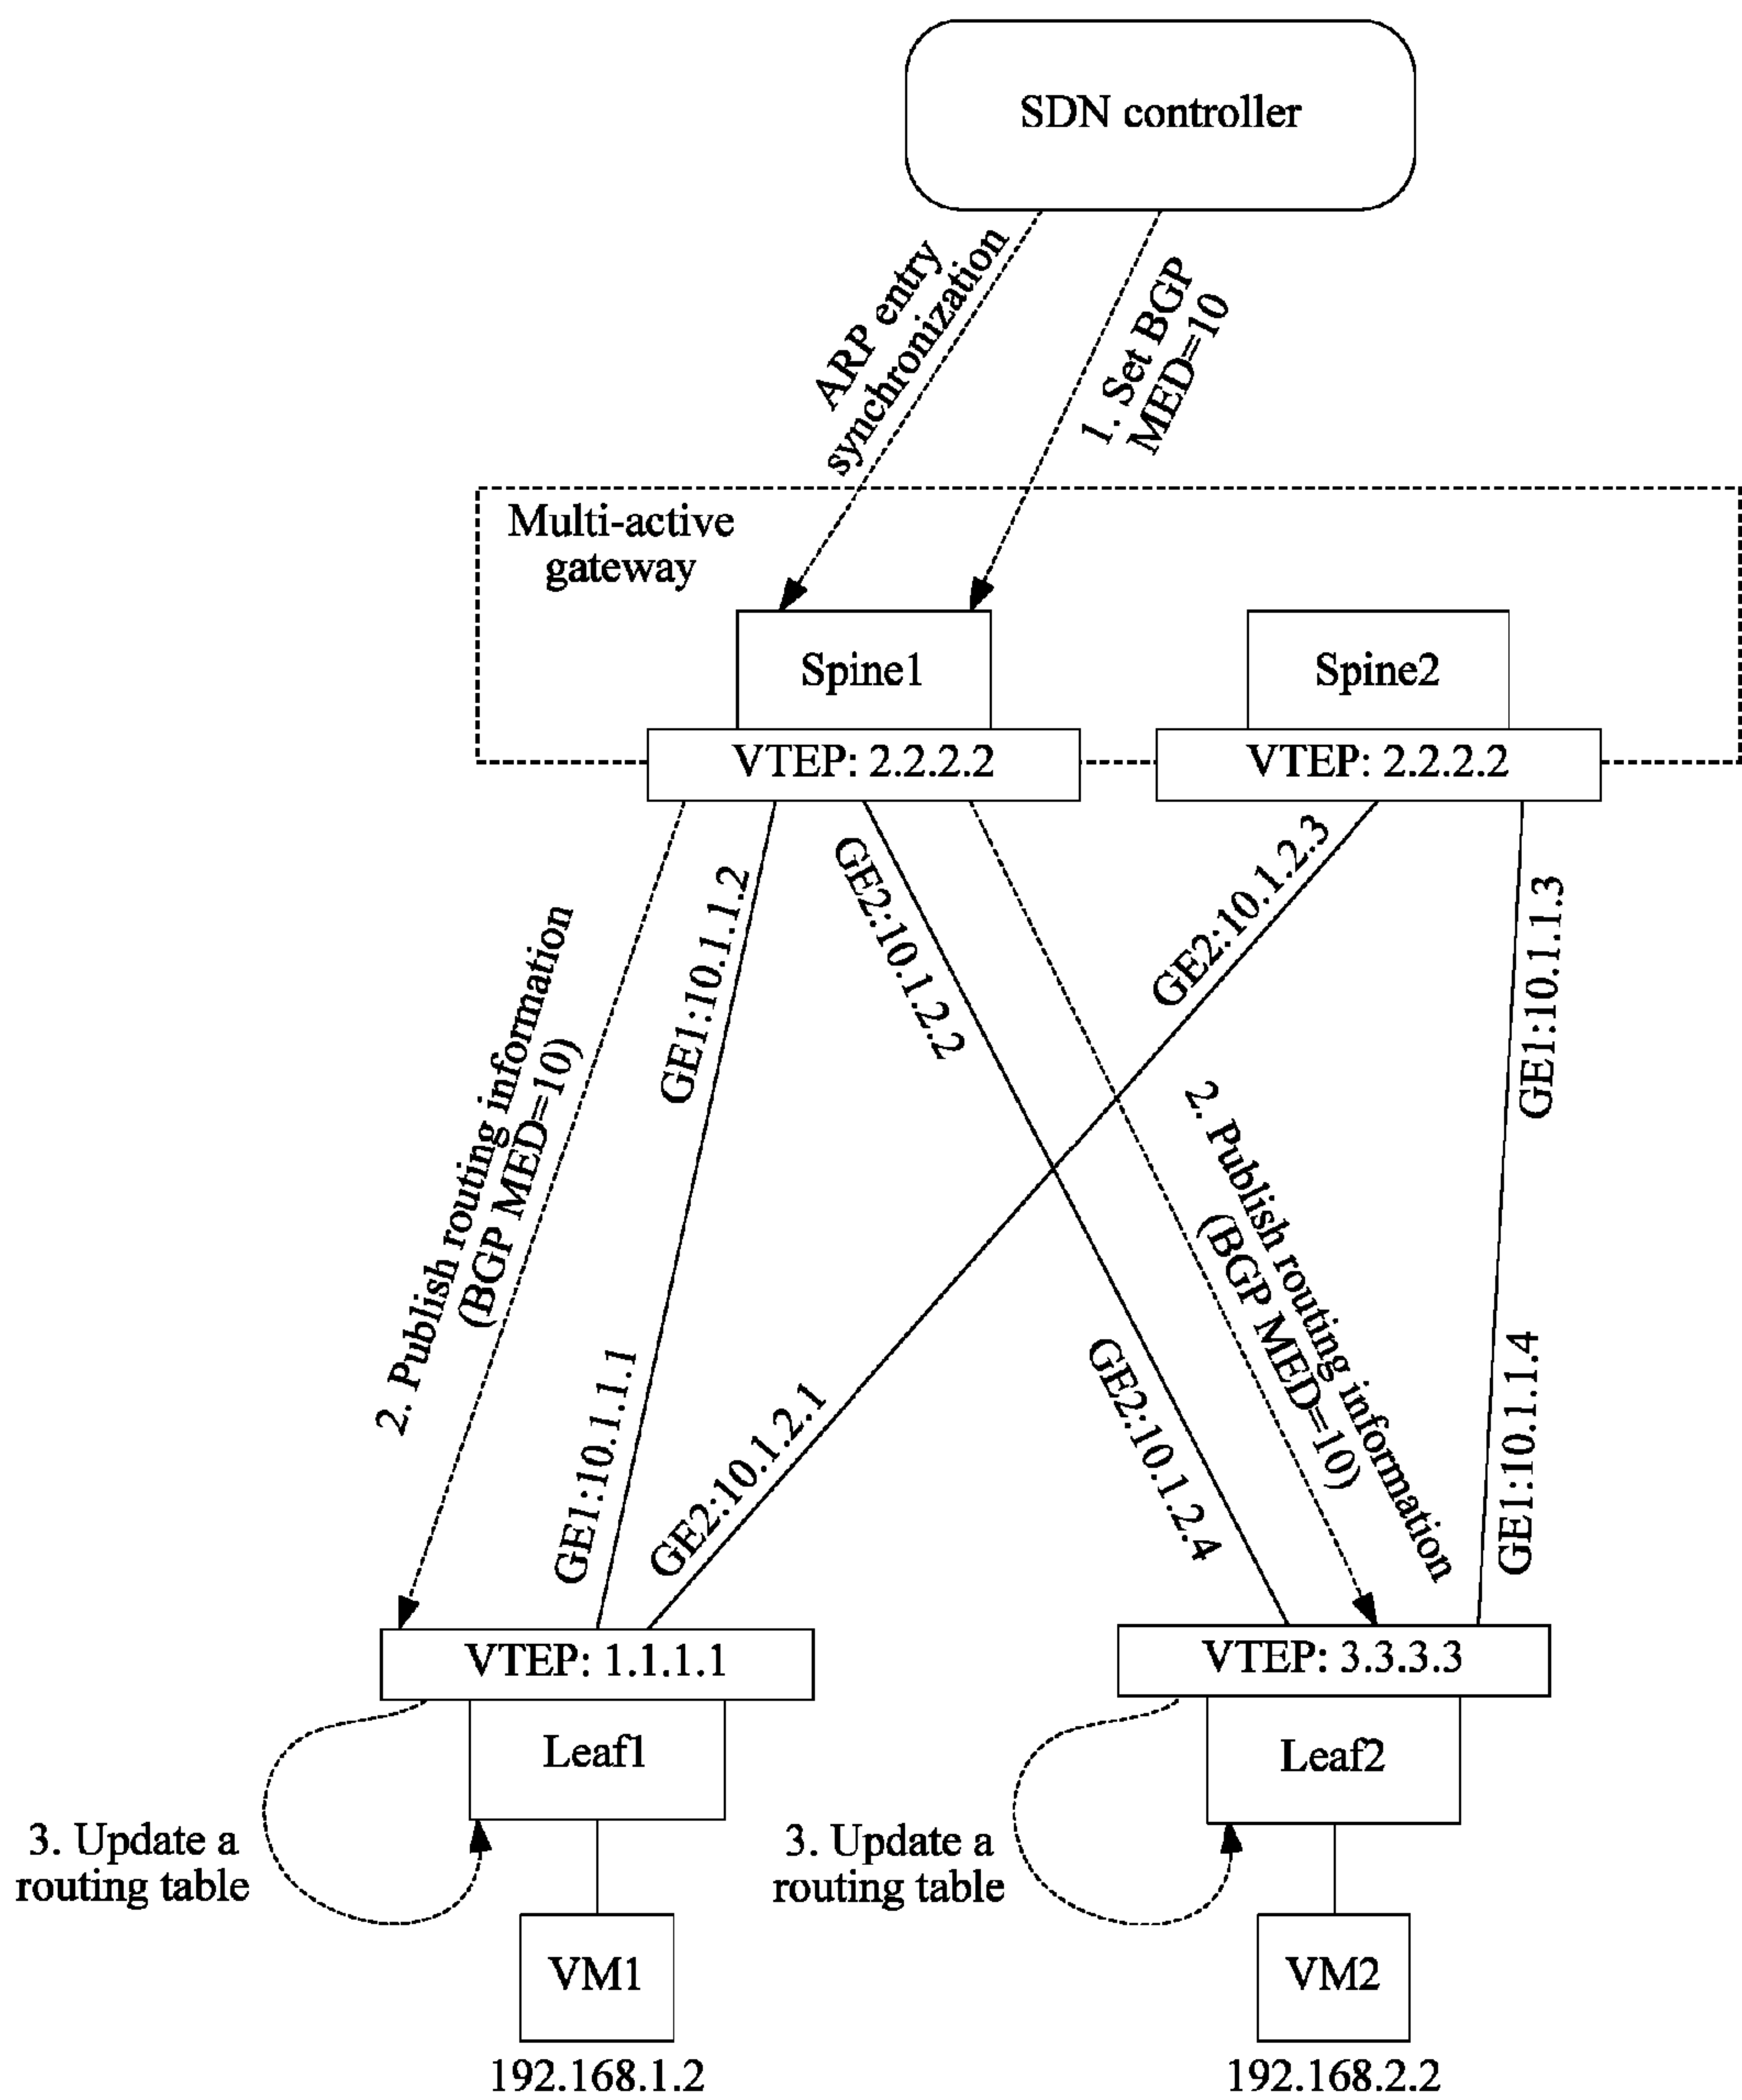 SDN controller
ARP entry
synchronization
1. Set BGP
MED=10
Multi-active
gateway
Spine1
Spine2
VTEP: 2.2.2.2
VTEP: 2.2.2.2
GE1:10.1.1.2
GE2:10.1.2.2
GE2:10.1.2.3
GE1:10.1.1.3
2. Publish routing information
(BGP MED=10)
2. Publish routing information
(BGP MED=10)
GE1:10.1.1.1
GE2:10.1.2.1
GE2:10.1.2.4
GE1:10.1.1.4
VTEP: 1.1.1.1
VTEP: 3.3.3.3
Leaf1
Leaf2
3. Update a
routing table
3. Update a
routing table
VM1
VM2
192.168.1.2
192.168.2.2